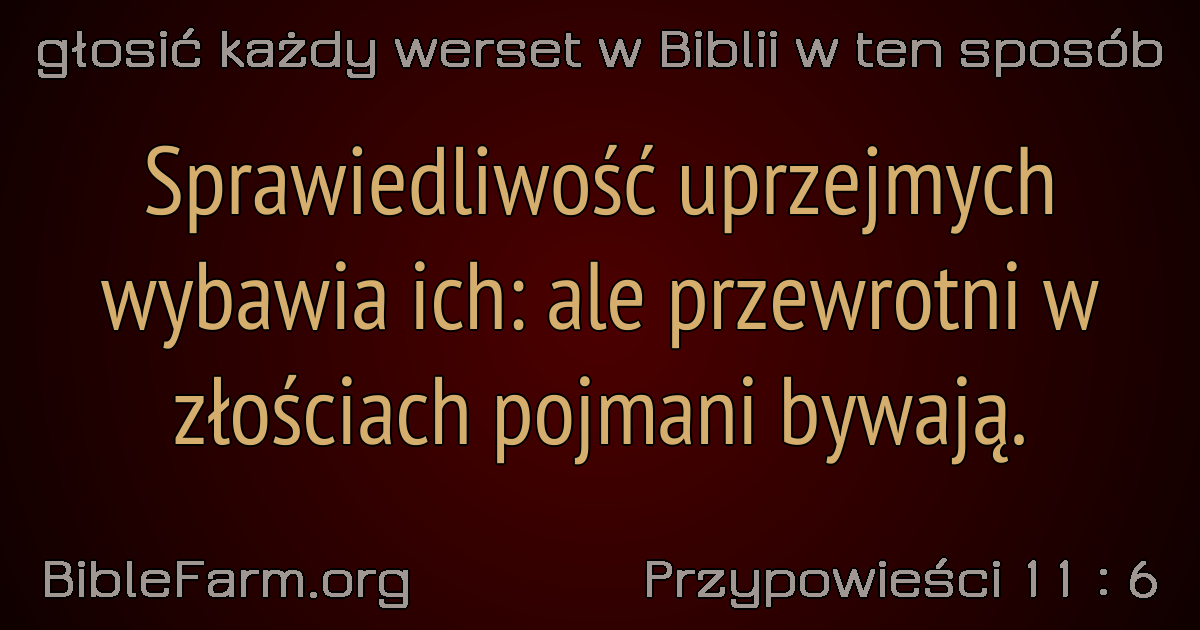 głosić każdy werset w Biblii w ten sposób
Sprawiedliwość uprzejmych
wybawia ich: ale przewrotni w
złościach pojmani bywają.
BibleFarm.org
Przypowieści 11 : 6